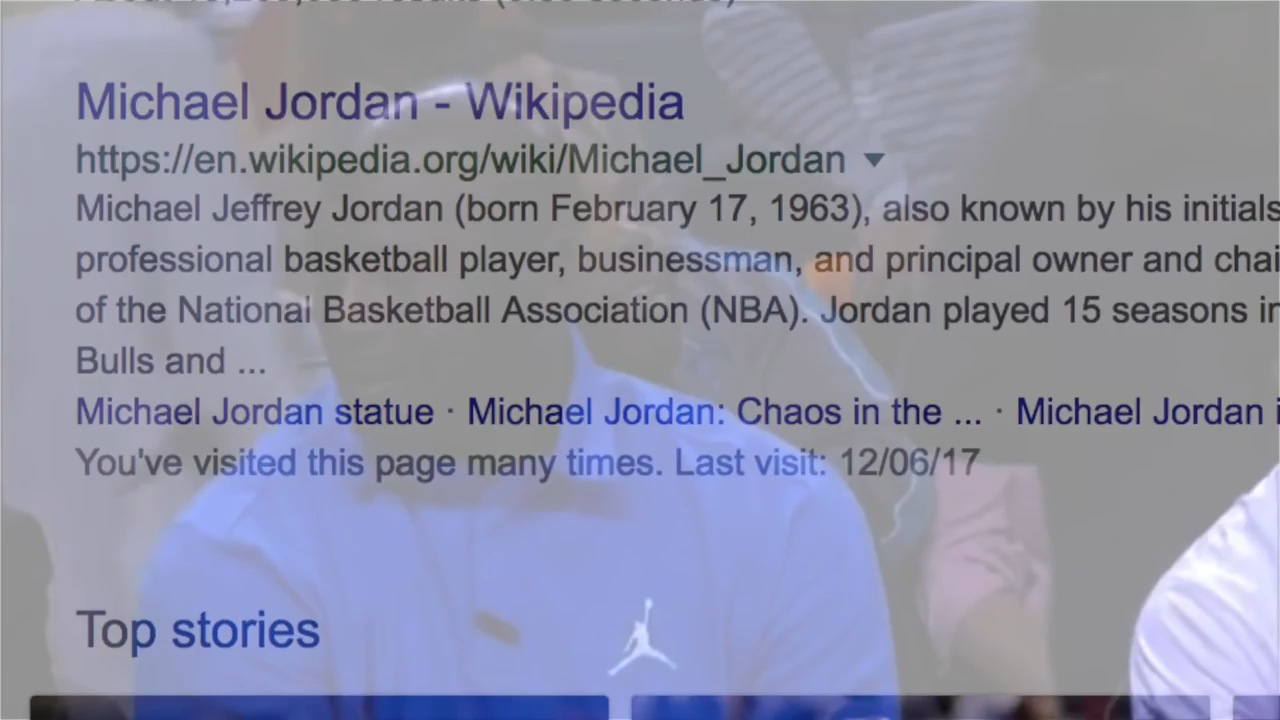 Michael Jordan - Wikipedia
https://en.wikipedia.org/wiki/Michael_Jordan
Michael Jeffrey Jordan (born February 17, 1963), also known by his initials
professional basketball player, businessman, and principal owner and chai
of the National Basketball Association (NBA). Jordan played 15 seasons in
Bulls and ...
Michael Jordan statue · Michael Jordan: Chaos in the ... · Michael Jordan i
You've visited this page many times. Last visit: 12/06/17
Top stories